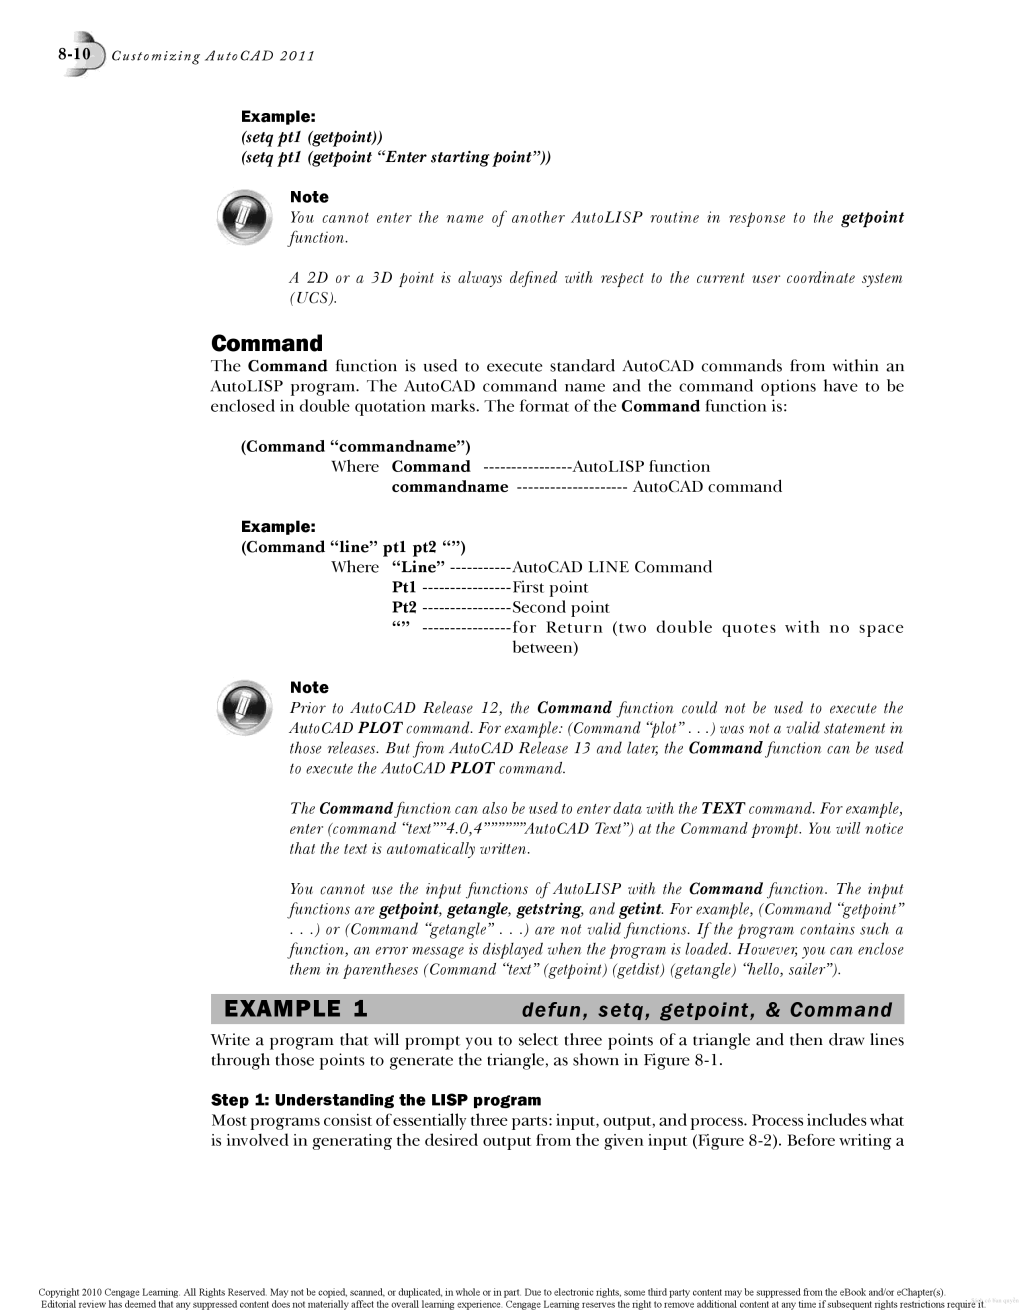 8-10 Customizing AutoCAD 2011
Example:
(setq pt1 (getpoint))
(setq pt1 (getpoint “Enter starting point”))
Note
You cannot enter the name of another AutoLISP routine in response to the getpoint
function.
A 2D or a 3D point is always defined with respect to the current user coordinate system
(UCS).
Command
The Command function is used to execute standard AutoCAD commands from within an
AutoLISP program. The AutoCAD command name and the command options have to be
enclosed in double quotation marks. The format of the Command function is:
(Command “commandname”)
Where Command ----------------AutoLISP function
commandname -------------------- AutoCAD command
Example:
(Command “line” pt1 pt2 “”)
Where “Line” -----------AutoCAD LINE Command
Pt1 ----------------First point
Pt2 ----------------Second point
“” ----------------for Return (two double quotes with no space
between)
Note
Prior to AutoCAD Release 12, the Command function could not be used to execute the
AutoCAD PLOT command. For example: (Command “plot” . . .) was not a valid statement in
those releases. But from AutoCAD Release 13 and later, the Command function can be used
to execute the AutoCAD PLOT command.
The Command function can also be used to enter data with the TEXT command. For example,
enter (command “text””4.0,4””””””AutoCAD Text”) at the Command prompt. You will notice
that the text is automatically written.
You cannot use the input functions of AutoLISP with the Command function. The input
functions are getpoint, getangle, getstring, and getint. For example, (Command “getpoint”
. . .) or (Command “getangle” . . .) are not valid functions. If the program contains such a
function, an error message is displayed when the program is loaded. However, you can enclose
them in parentheses (Command “text” (getpoint) (getdist) (getangle) “hello, sailer”).
EXAMPLE 1 defun, setq, getpoint, & Command
Write a program that will prompt you to select three points of a triangle and then draw lines
through those points to generate the triangle, as shown in Figure 8-1.
Step 1: Understanding the LISP program
Most programs consist of essentially three parts: input, output, and process. Process includes what
is involved in generating the desired output from the given input (Figure 8-2). Before writing a
Copyright 2010 Cengage Learning. All Rights Reserved. May not be copied, scanned, or duplicated, in whole or in part. Due to electronic rights, some third party content may be suppressed from the eBook and/or eChapter(s).
Editorial review has deemed that any suppressed content does not materially affect the overall learning experience. Cengage Learning reserves the right to remove additional content at any time if subsequent rights restrictions require it.